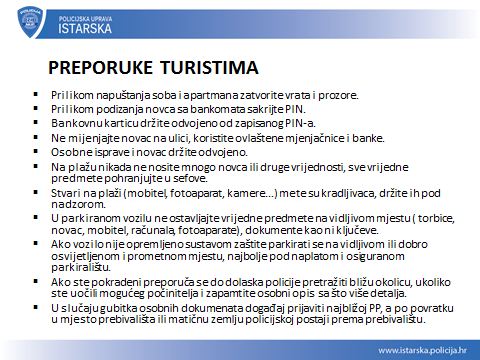 POLICIJSKA UPRAVA
ISTARSKA
PREPORUKE TURISTIMA
▪ Prilikom napuštanja soba i apartmana zatvorite vrata i prozore.
▪ Prilikom podizanja novca sa bankomata sakrijte PIN.
▪ Bankovnu karticu držite odvojeno od zapisanog PIN-a.
▪ Ne mijenjajte novac na ulici, koristite ovlaštene mjenjačnice i banke.
▪ Osobne isprave i novac držite odvojeno.
▪ Na plažu nikada ne nosite mnogo novca ili druge vrijednosti, sve vrijedne
predmete pohranjujte u sefove.
▪ Stvari na plaži (mobitel, fotoaparat, kamere...) mete su kradljivaca, držite ih pod
nadzorom.
▪ U parkiranom vozilu ne ostavljajte vrijedne predmete na vidljivom mjestu ( torbice,
novac, mobitel, računala, fotoaparate), dokumente kao ni ključeve.
▪ Ako vozilo nije opremljeno sustavom zaštite parkirati se na vidljivom ili dobro
osvijetljenom i prometnom mjestu, najbolje pod naplatom i osiguranom
parkiralištu.
▪ Ako ste pokradeni preporuča se do dolaska policije pretražiti bližu okolicu, ukoliko
ste uočili mogućeg počinitelja i zapamtite osobni opis sa što više detalja.
▪ U slučaju gubitka osobnih dokumenata događaj prijaviti najbližoj PP, a po povratku
u mjesto prebivališta ili matičnu zemlju policijskoj postaji prema prebivalištu.
www.istarska.policija.hr